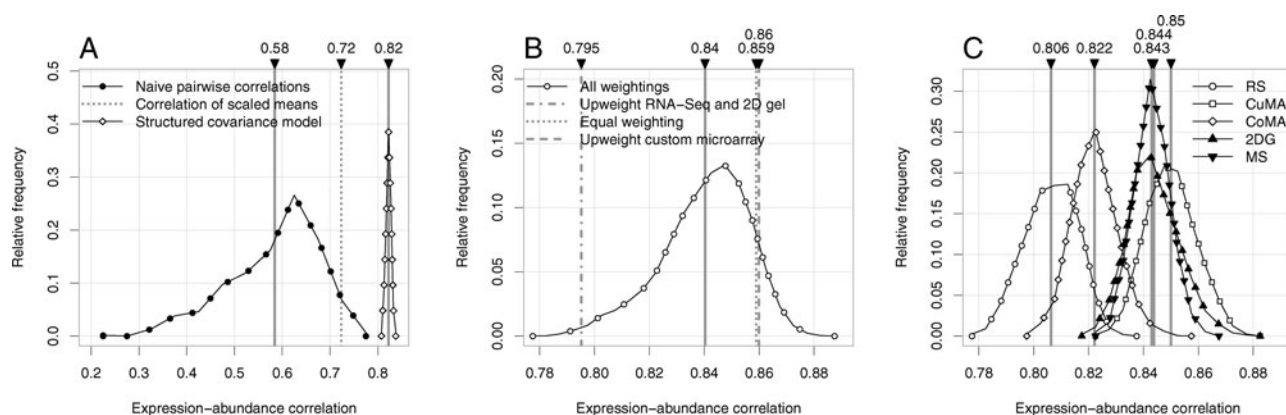 A
0.58
0.72
0.82
Naive pairwise correlations
Correlation of scaled means
Structured covariance model
Relative frequency
0.5
0.4
0.3
0.2
0.1
0.0
0.2
0.3
0.4
0.5
0.6
0.7
0.8
Expression−abundance correlation
B
0.795
0.84
0.86
0.859
All weightings
Upweight RNA−Seq and 2D gel
Equal weighting
Upweight custom microarray
Relative frequency
0.20
0.15
0.10
0.05
0.00
0.78
0.80
0.82
0.84
0.86
0.88
Expression−abundance correlation
C
0.806
0.822
0.85
0.844
0.843
RS
CuMA
CoMA
2DG
MS
Relative frequency
0.30
0.25
0.20
0.15
0.10
0.05
0.00
0.78
0.80
0.82
0.84
0.86
0.88
Expression−abundance correlation